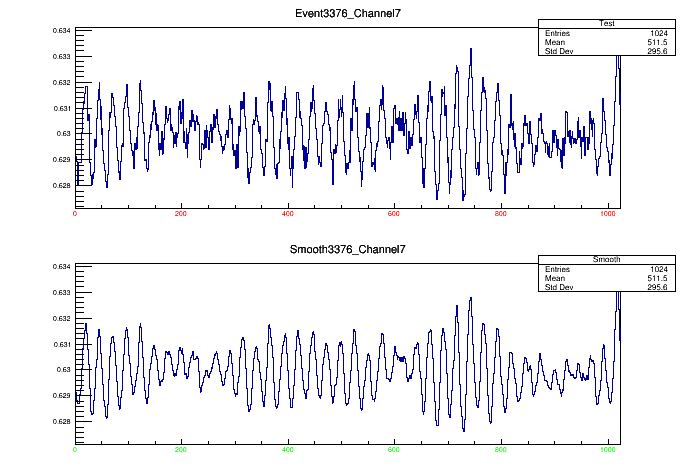 Event3376_Channel7
Test
Entries 1024
Mean 511.5
Std Dev 295.6
0.634
0.633
0.632
0.631
0.63
0.629
0.628
0 200 400 600 800 1000
Smooth3376_Channel7
Smooth
Entries 1024
Mean 511.5
Std Dev 295.6
0.634
0.633
0.632
0.631
0.63
0.629
0.628
0 200 400 600 800 1000